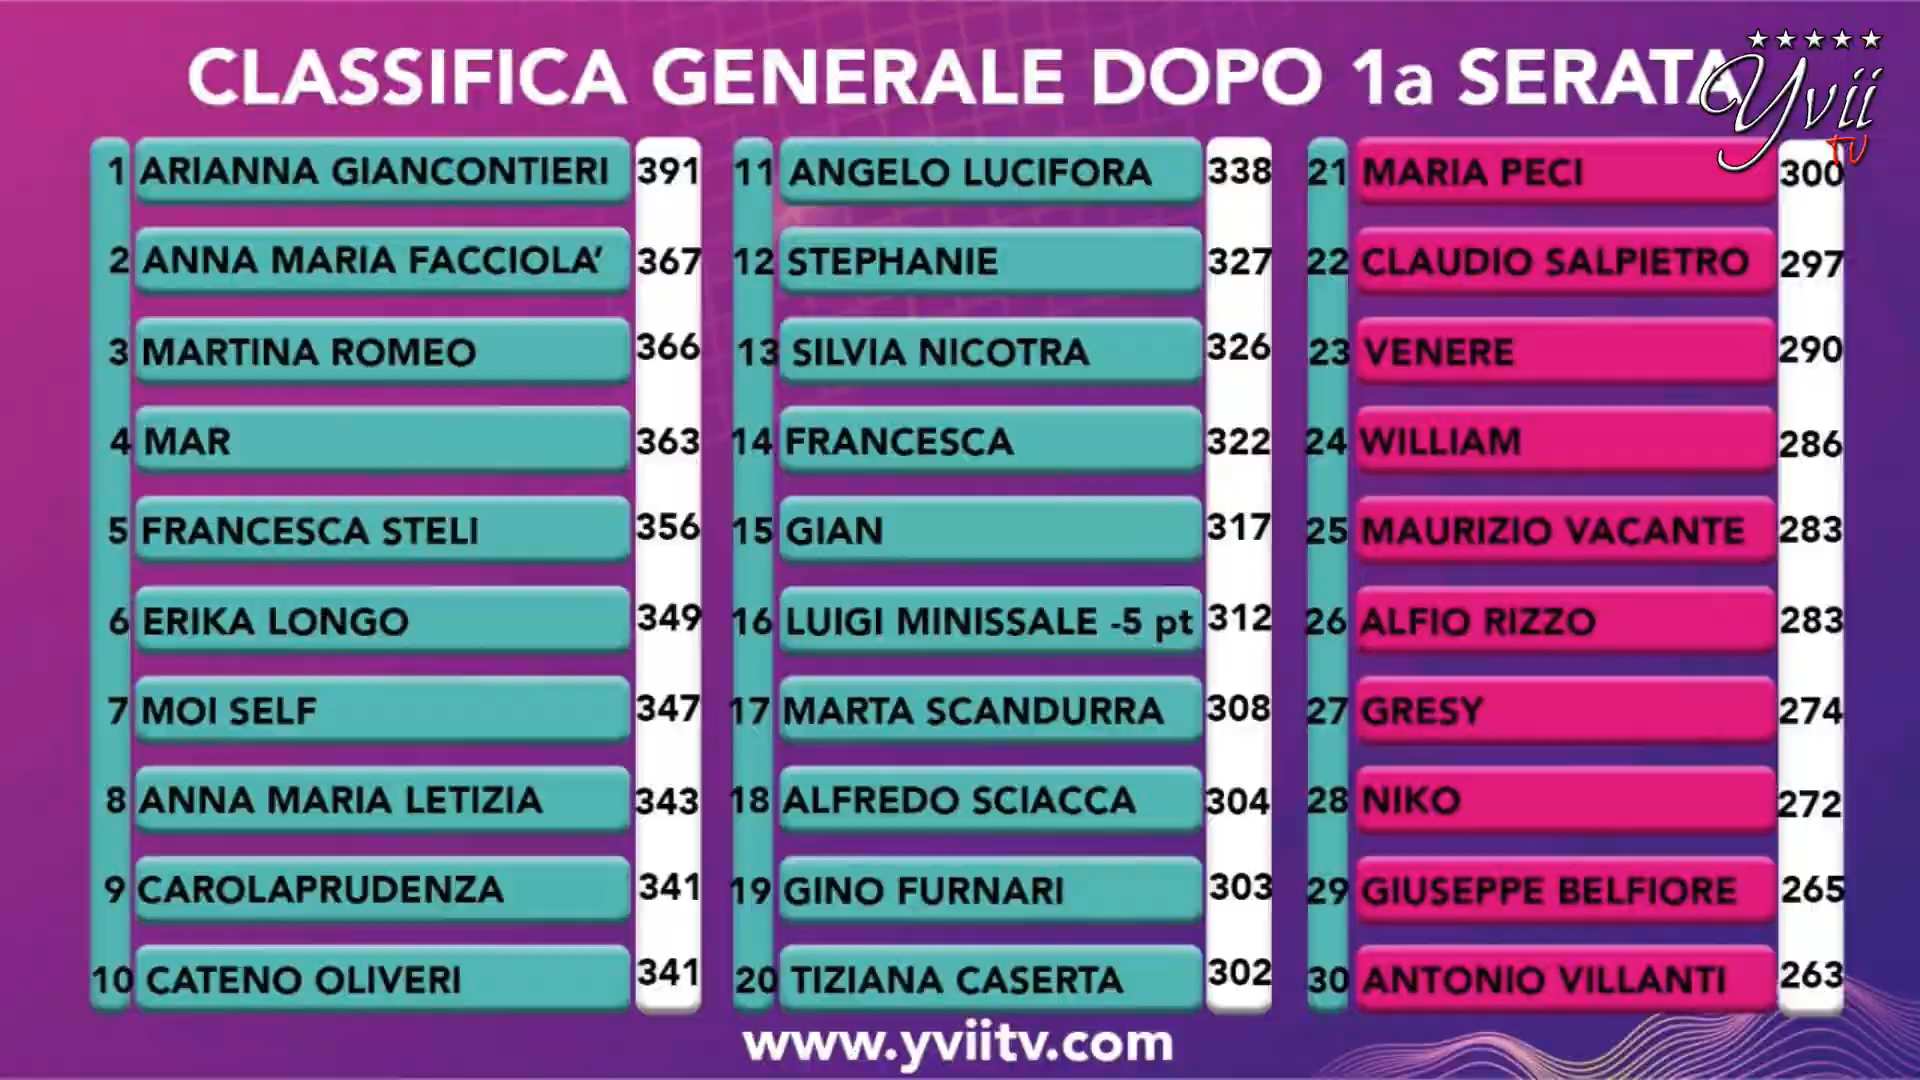 CLASSIFICA GENERALE DOPO 1a SERATA
Yvii
TV
1 ARIANNA GIANCONTIERI 391
2 ANNA MARIA FACCIOLA’ 367
3 MARTINA ROMEO 366
4 MAR 363
5 FRANCESCA STELI 356
6 ERIKA LONGO 349
7 MOI SELF 347
8 ANNA MARIA LETIZIA 343
9 CAROLAPRUDENZA 341
10 CATENO OLIVERI 341
11 ANGELO LUCIFORA 338
12 STEPHANIE 327
13 SILVIA NICOTRA 326
14 FRANCESCA 322
15 GIAN 317
16 LUIGI MINISSALE -5 pt 312
17 MARTA SCANDURRA 308
18 ALFREDO SCIACCA 304
19 GINO FURNARI 303
20 TIZIANA CASERTA 302
21 MARIA PECI 300
22 CLAUDIO SALPIETRO 297
23 VENERE 290
24 WILLIAM 286
25 MAURIZIO VACANTE 283
26 ALFIO RIZZO 283
27 GRESY 274
28 NIKO 272
29 GIUSEPPE BELFIORE 265
30 ANTONIO VILLANTI 263
www.yviitv.com